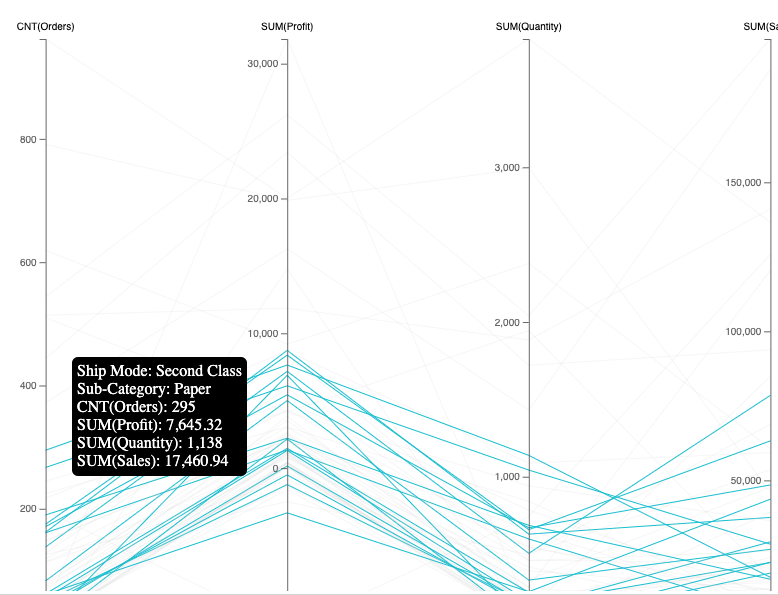 CNT(Orders)
SUM(Profit)
SUM(Quantity)
SUM(Sa
800
600
400
200
30,000
20,000
10,000
0
3,000
2,000
1,000
150,000
100,000
50,000
Ship Mode: Second Class
Sub-Category: Paper
CNT(Orders): 295
SUM(Profit): 7,645.32
SUM(Quantity): 1,138
SUM(Sales): 17,460.94